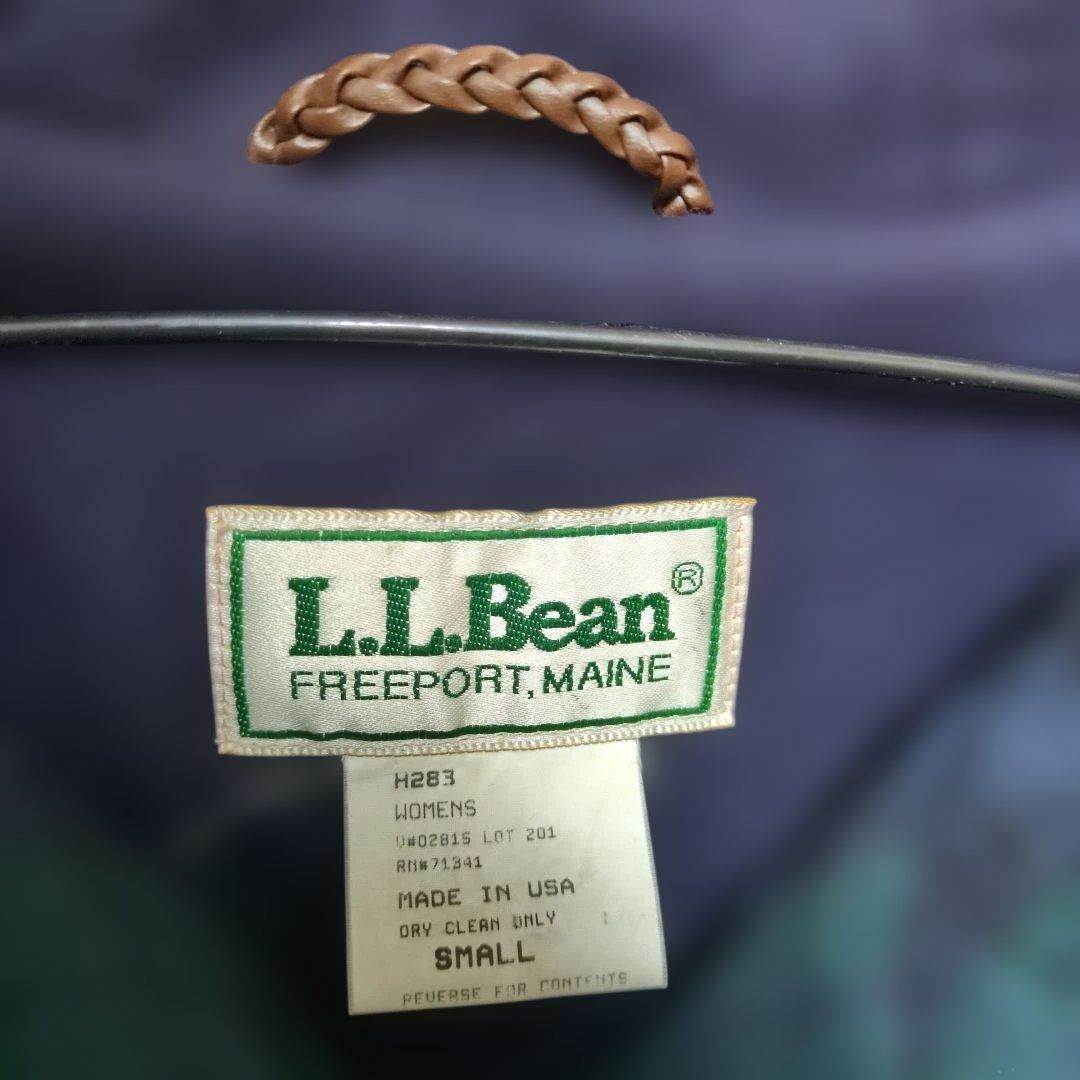 L.L.Bean®
FREEPORT, MAINE
H283
WOMENS
V#02815 LOT 201
RN#71341
MADE IN USA
DRY CLEAN ONLY
SMALL
REVERSE FOR CONTENTS